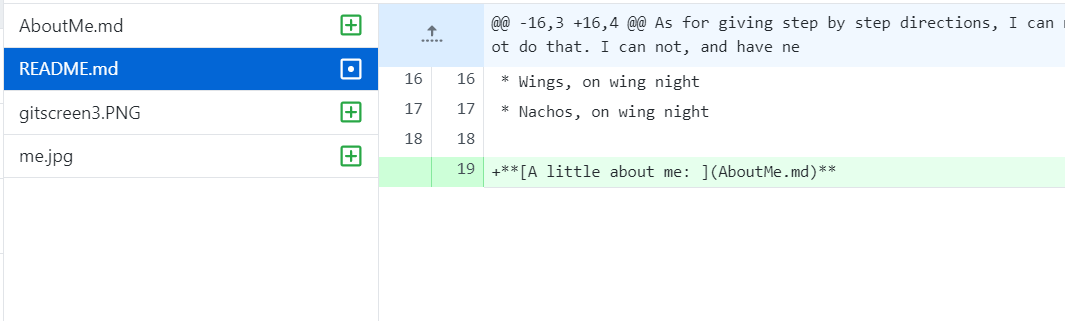 AboutMe.md
README.md
gitscreen3.PNG
me.jpg
@@ -16,3 +16,4 @@ As for giving step by step directions, I can
ot do that. I can not, and have ne
16 16 * Wings, on wing night
17 17 * Nachos, on wing night
18 18
19 +**[A little about me: ](AboutMe.md)**